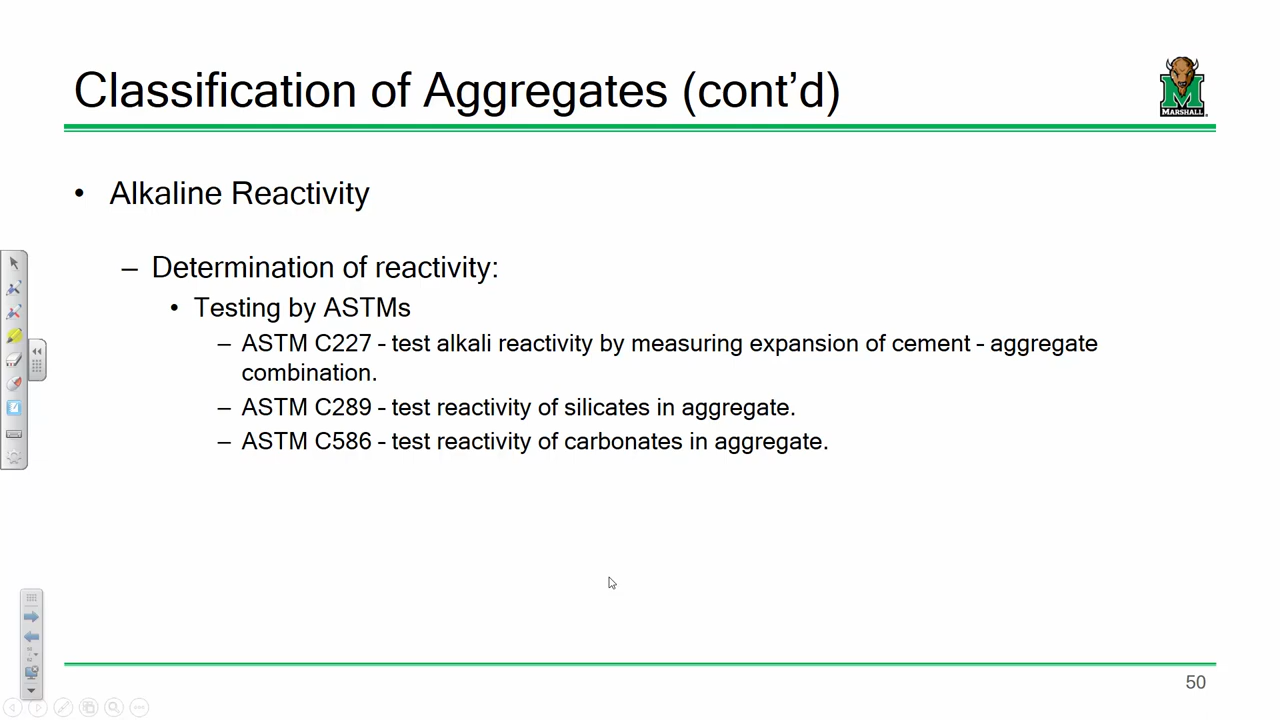 Classification of Aggregates (cont’d)
MARSHALL
• Alkaline Reactivity
– Determination of reactivity:
• Testing by ASTMs
– ASTM C227 - test alkali reactivity by measuring expansion of cement - aggregate
combination.
– ASTM C289 - test reactivity of silicates in aggregate.
– ASTM C586 - test reactivity of carbonates in aggregate.
50